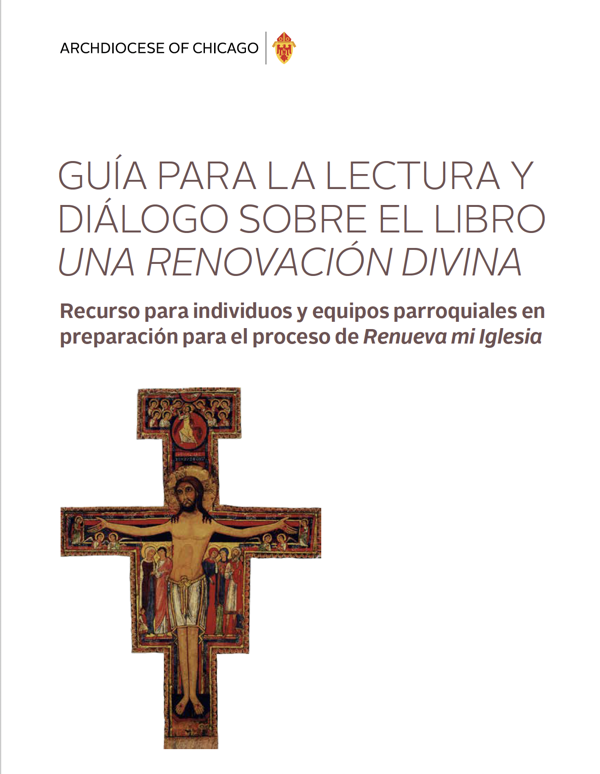 ARCHDIOCESE OF CHICAGO
GUÍA PARA LA LECTURA Y
DIÁLOGO SOBRE EL LIBRO
UNA RENOVACIÓN DIVINA
Recurso para individuos y equipos parroquiales en
preparación para el proceso de Renueva mi Iglesia